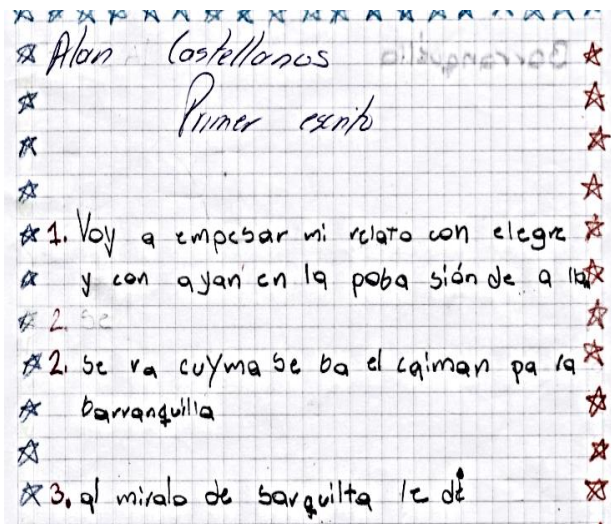 Alan Castellanos
Primer escrito
1. Voy a empesar mi relato con elegre
y con ayan en la poba sión de a la
2. Se
2. Se va cuyma se ba el caiman pa la
barranquilla
3. al miralo de barquilta le de